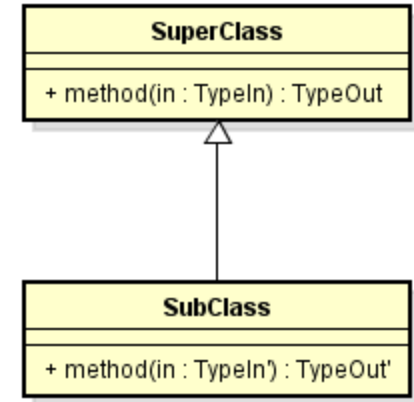 SuperClass
+ method(in : TypeIn) : TypeOut
SubClass
+ method(in : TypeIn') : TypeOut'